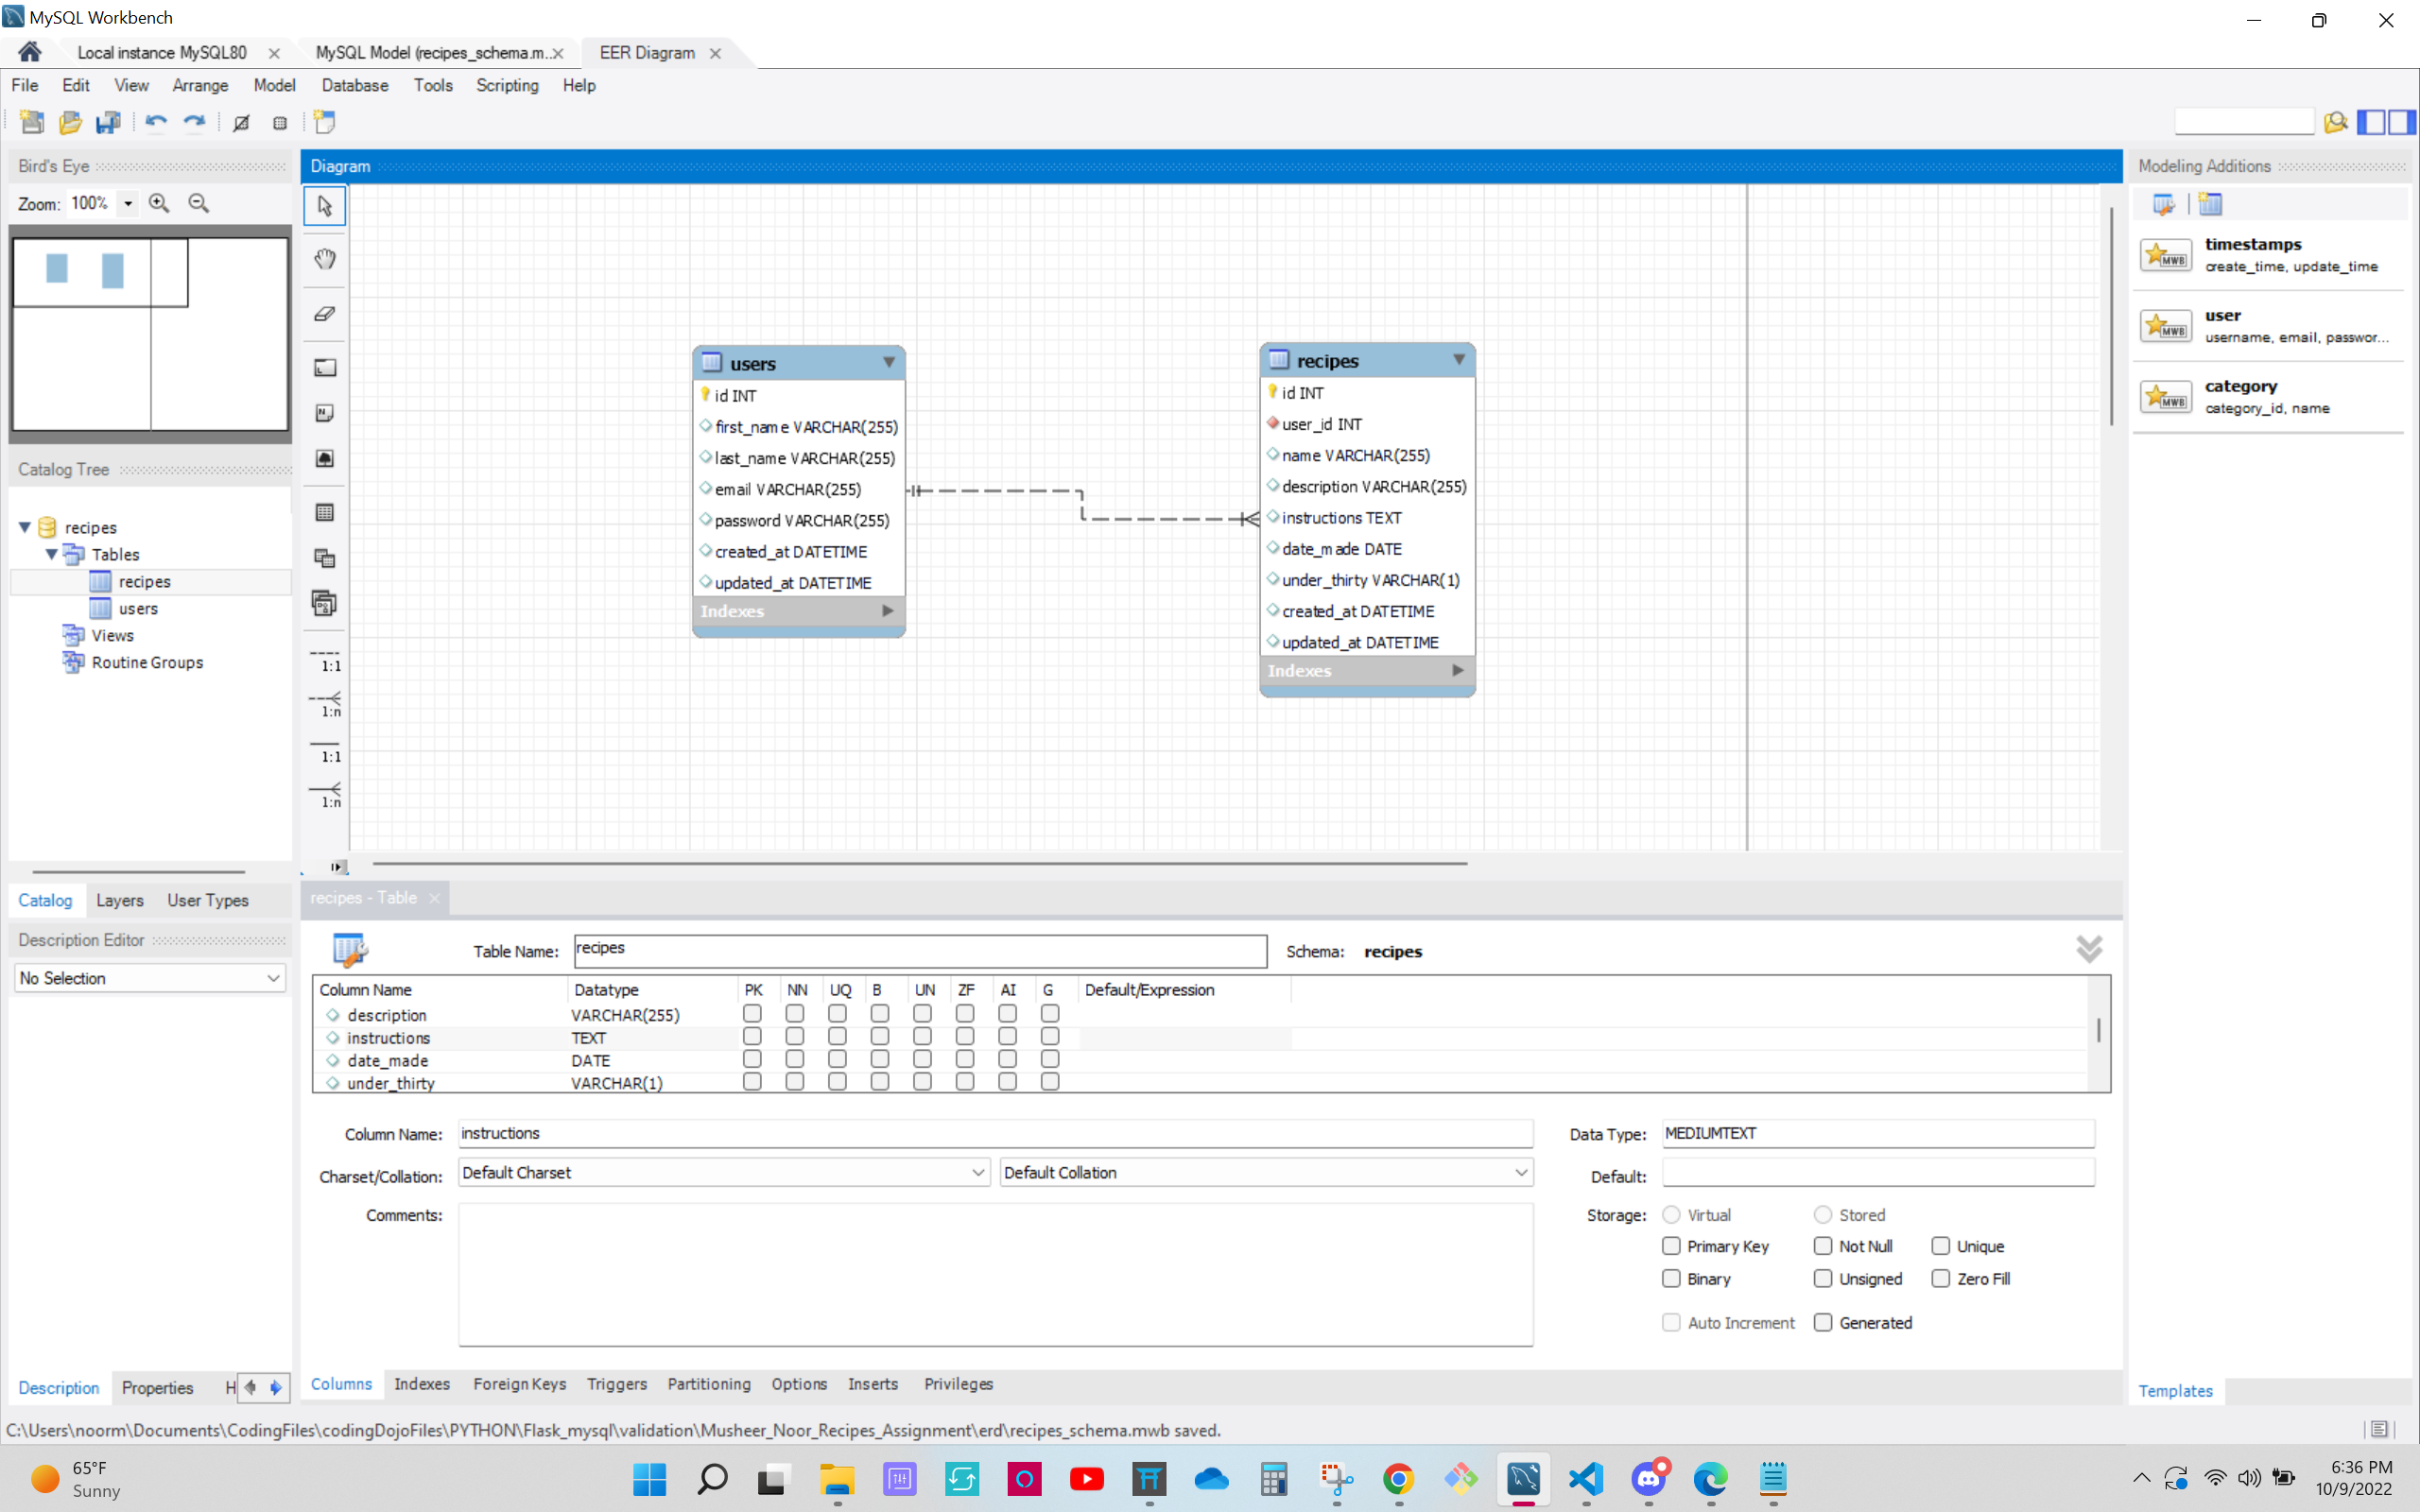 MySQL Workbench
Local instance MySQL80
MySQL Model (recipes_schema.m...
EER Diagram
File Edit View Arrange Model Database Tools Scripting Help
Bird's Eye
Zoom: 100%
Catalog Tree
recipes
Tables
recipes
users
Views
Routine Groups
Catalog Layers User Types
Description Editor
No Selection
Description Properties H
Diagram
1:1
1:n
1:1
1:n
users
id INT
first_name VARCHAR(255)
last_name VARCHAR(255)
email VARCHAR(255)
password VARCHAR(255)
created_at DATETIME
updated_at DATETIME
Indexes
recipes
id INT
user_id INT
name VARCHAR(255)
description VARCHAR(255)
instructions TEXT
date_made DATE
under_thirty VARCHAR(1)
created_at DATETIME
updated_at DATETIME
Indexes
Modeling Additions
MWB
timestamps
create_time, update_time
MWB
user
username, email, passwor...
MWB
category
category_id, name
Templates
recipes - Table
Table Name: recipes Schema: recipes
Column Name Datatype PK NN UQ B UN ZF AI G Default/Expression
description VARCHAR(255)
instructions TEXT
date_made DATE
under_thirty VARCHAR(1)
Column Name: instructions Data Type: MEDIUMTEXT
Charset/Collation: Default Charset Default Collation Default:
Comments: Storage: Virtual Stored
Primary Key Not Null Unique
Binary Unsigned Zero Fill
Auto Increment Generated
Columns Indexes Foreign Keys Triggers Partitioning Options Inserts Privileges
C:\Users\noorm\Documents\CodingFiles\codingDojoFiles\PYTHON\Flask_mysql\validation\Musheer_Noor_Recipes_Assignment\erd\recipes_schema.mwb saved.
65°F
Sunny
6:36 PM
10/9/2022